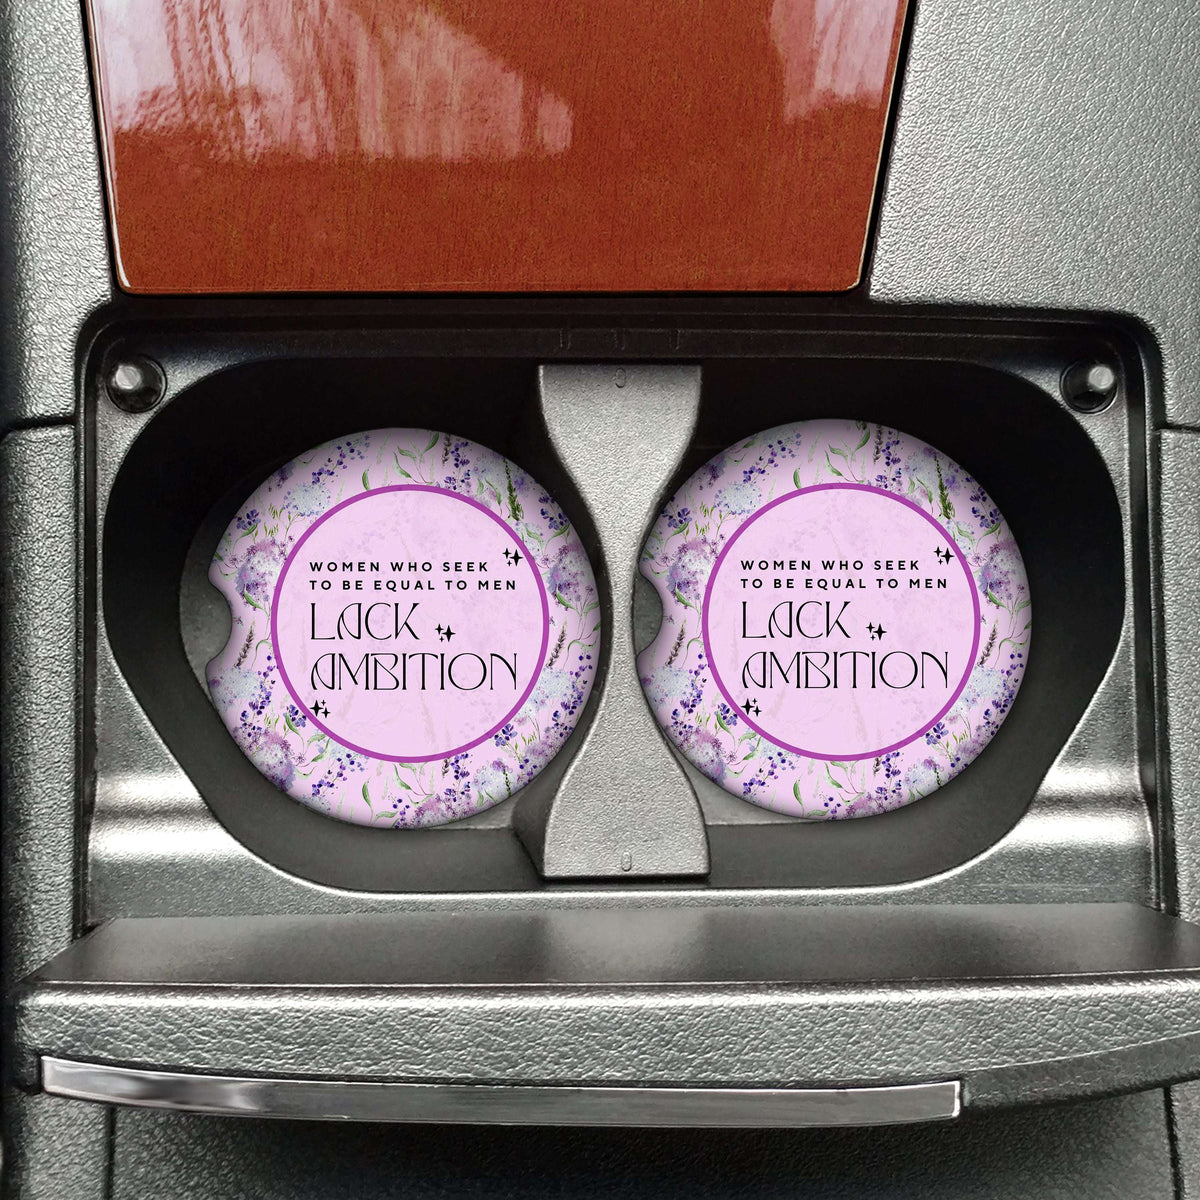 WOMEN WHO SEEK
TO BE EQUAL TO MEN
LACK
AMBITION
WOMEN WHO SEEK
TO BE EQUAL TO MEN
LACK
AMBITION